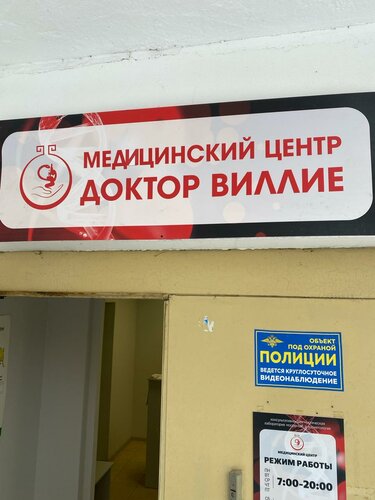 МЕДИЦИНСКИЙ ЦЕНТР
ДОКТОР ВИЛЛИЕ
ОБЪЕКТ
ПОД ОХРАНОЙ
ПОЛИЦИИ
ВЕДЕТСЯ КРУГЛОСУТОЧНОЕ
ВИДЕОНАБЛЮДЕНИЕ
МЕДИЦИНСКИЙ ЦЕНТР
РЕЖИМ РАБОТЫ
7:00-20:00